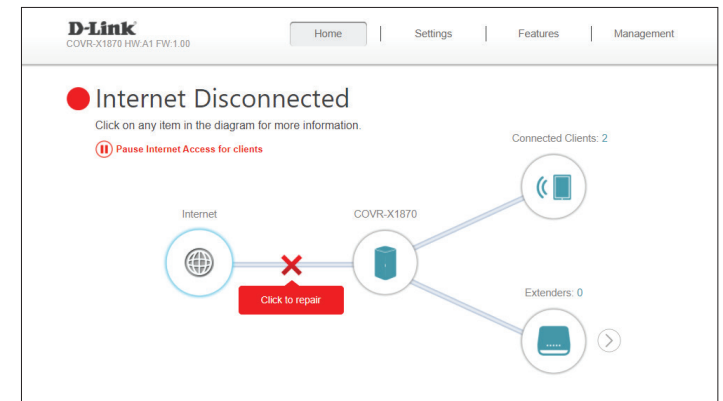 D-Link
COVR-X1870 HW:A1 FW:1.00
Home | Settings | Features | Management
Internet Disconnected
Click on any item in the diagram for more information.
Pause Internet Access for clients
Connected Clients: 2
Internet
COVR-X1870
Click to repair
Extenders: 0